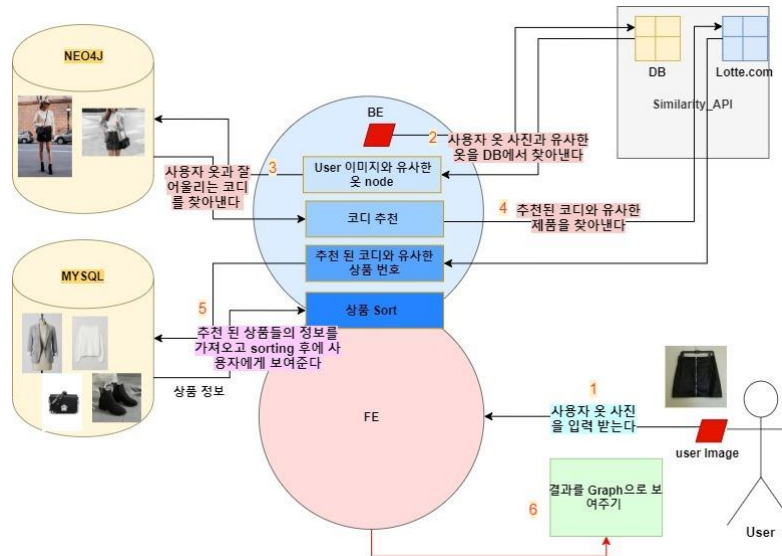 NEO4J
DB
Lotte.com
Similarity_API
BE
2
사용자 옷 사진과 유사한
옷을 DB에서 찾아낸다
3
사용자 옷과 잘
어울리는 코디
를 찾아낸다
User 이미지와 유사한
옷 node
코디 추천
4
추천된 코디와 유사한
제품을 찾아낸다
추천 된 코디와 유사한
상품 번호
MYSQL
5
상품 Sort
추천 된 상품들의 정보를
가져오고 sorting 후에 사
용자에게 보여준다
상품 정보
FE
1
사용자 옷 사진
을 입력 받는다
user Image
User
6
결과를 Graph으로 보
여주기